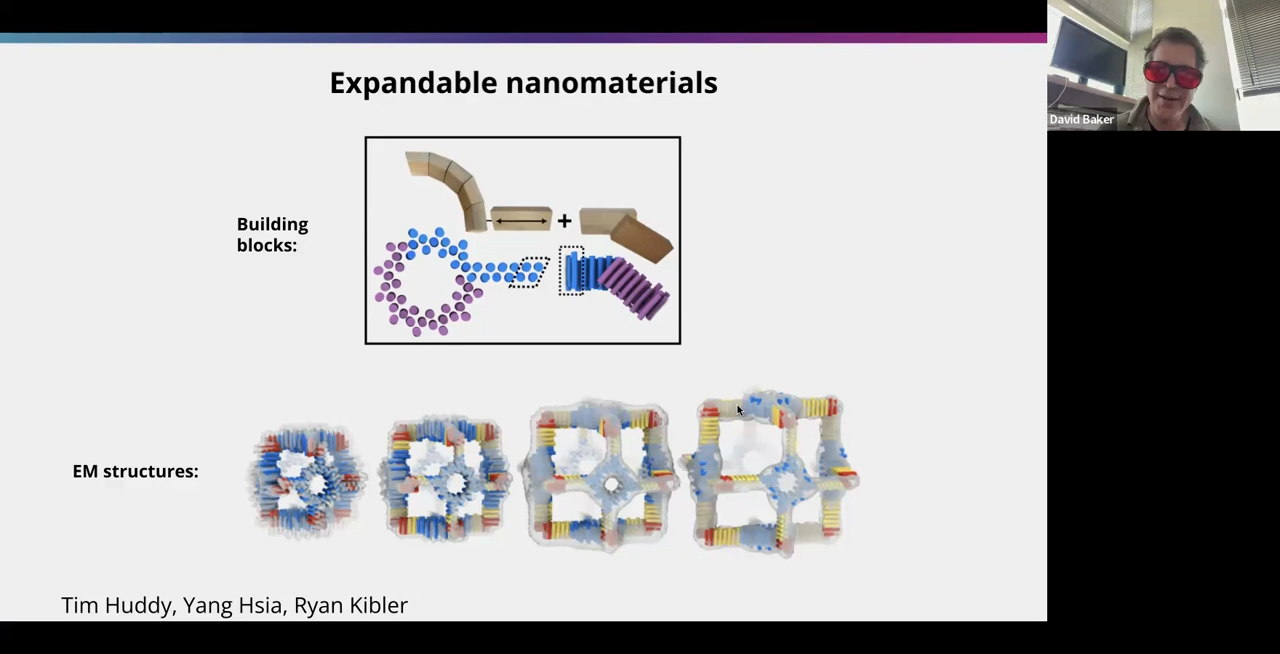 Expandable nanomaterials
David Baker
Building
blocks:
+
EM structures:
Tim Huddy, Yang Hsia, Ryan Kibler